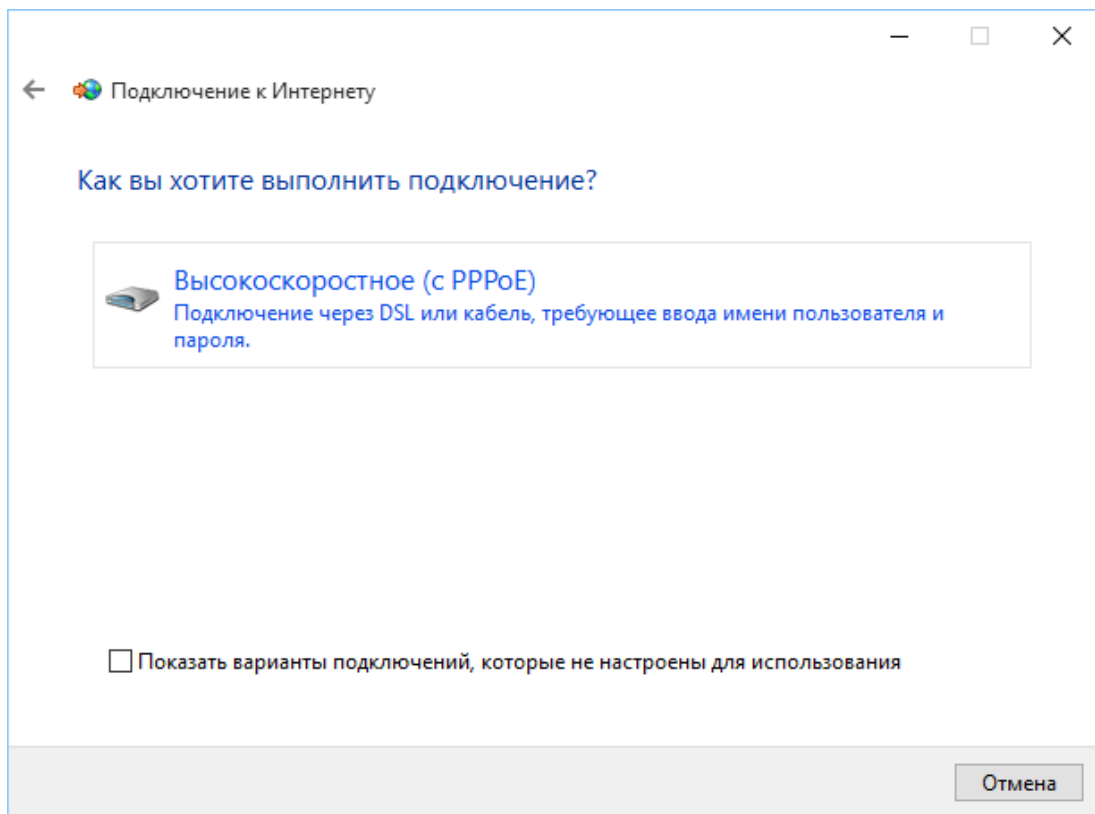 Подключение к Интернету
Как вы хотите выполнить подключение?
Высокоскоростное (с PPPoE)
Подключение через DSL или кабель, требующее ввода имени пользователя и
пароля.
Показать варианты подключений, которые не настроены для использования
Отмена